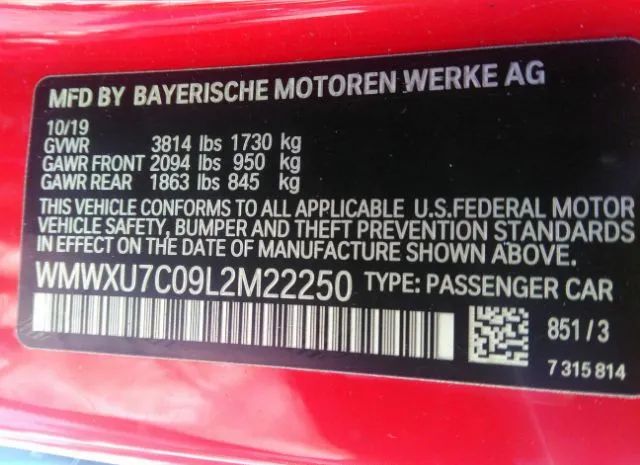 MFD BY BAYERISCHE MOTOREN WERKE AG
10/19
GVWR 3814 lbs 1730 kg
GAWR FRONT 2094 lbs 950 kg
GAWR REAR 1863 lbs 845 kg
THIS VEHICLE CONFORMS TO ALL APPLICABLE U.S.FEDERAL MOTOR
VEHICLE SAFETY, BUMPER AND THEFT PREVENTION STANDARDS
IN EFFECT ON THE DATE OF MANUFACTURE SHOWN ABOVE.
WMWXU7C09L2M22250 TYPE: PASSENGER CAR
851/3
7 315 814